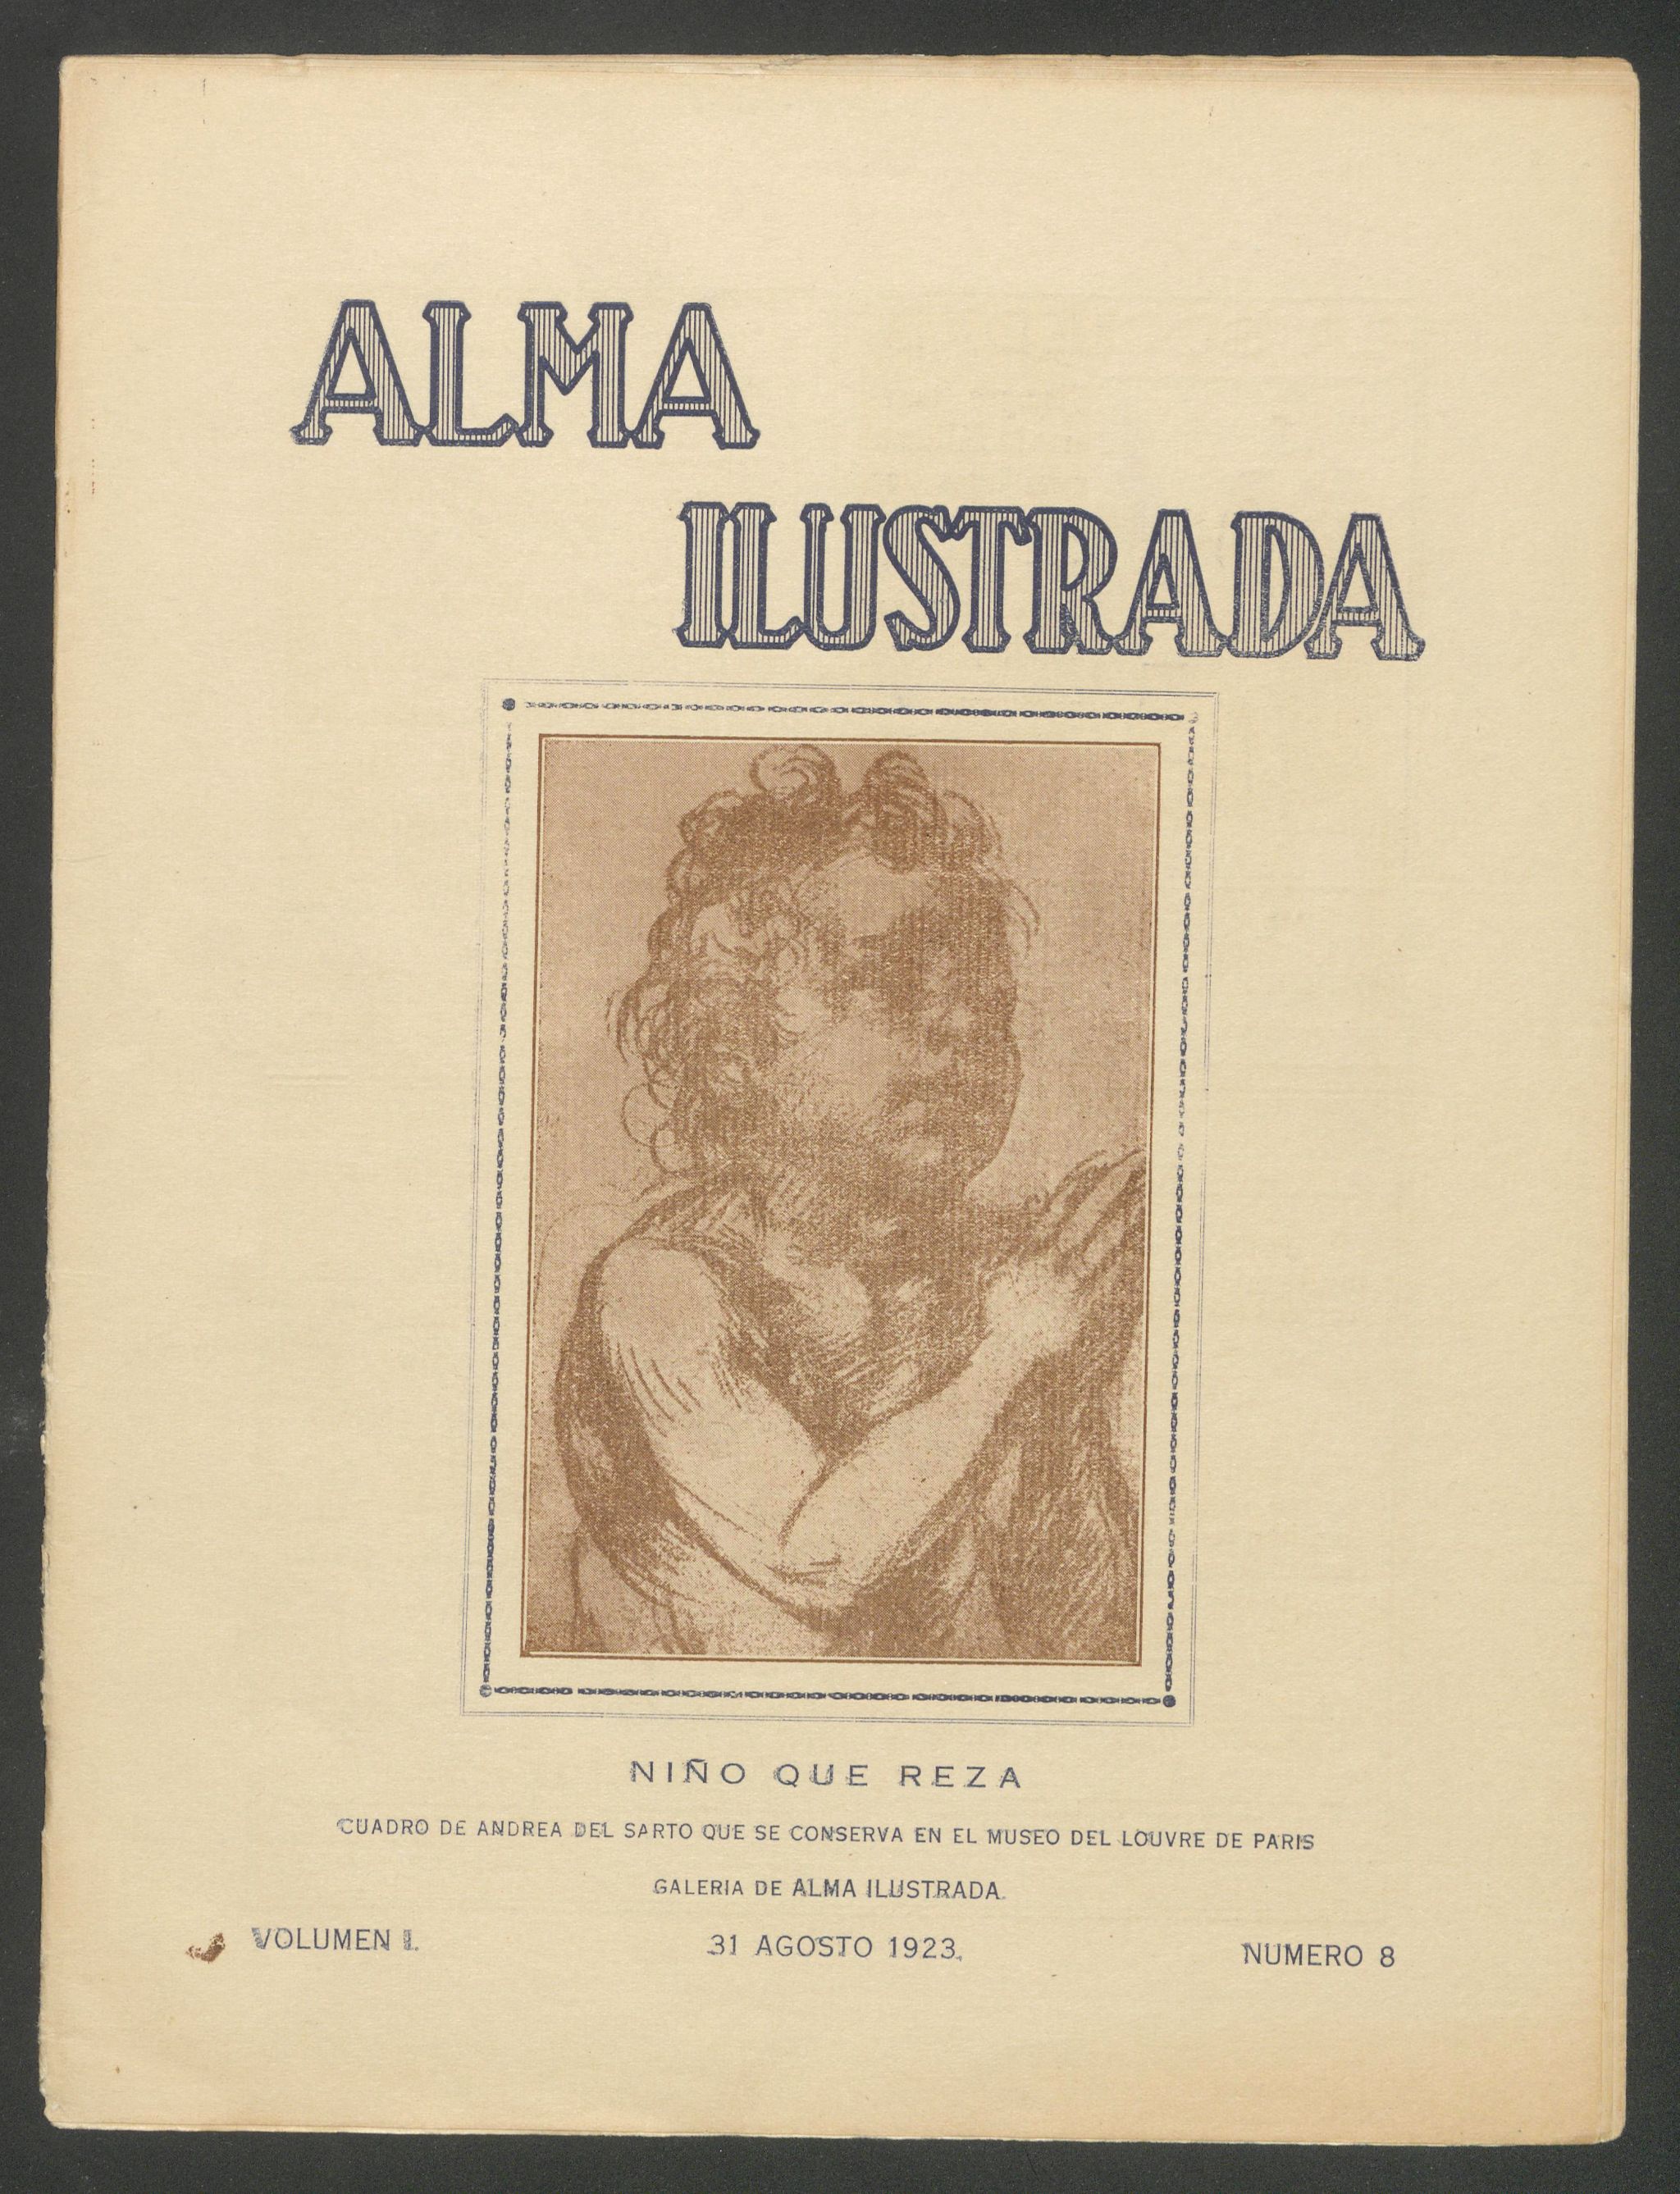 ALMA
ILUSTRADA
NIÑO QUE REZA
CUADRO DE ANDREA DEL SARTO QUE SE CONSERVA EN EL MUSEO DEL LOUVRE DE PARIS
GALERIA DE ALMA ILUSTRADA.
VOLUMEN I. 31 AGOSTO 1923. NUMERO 8